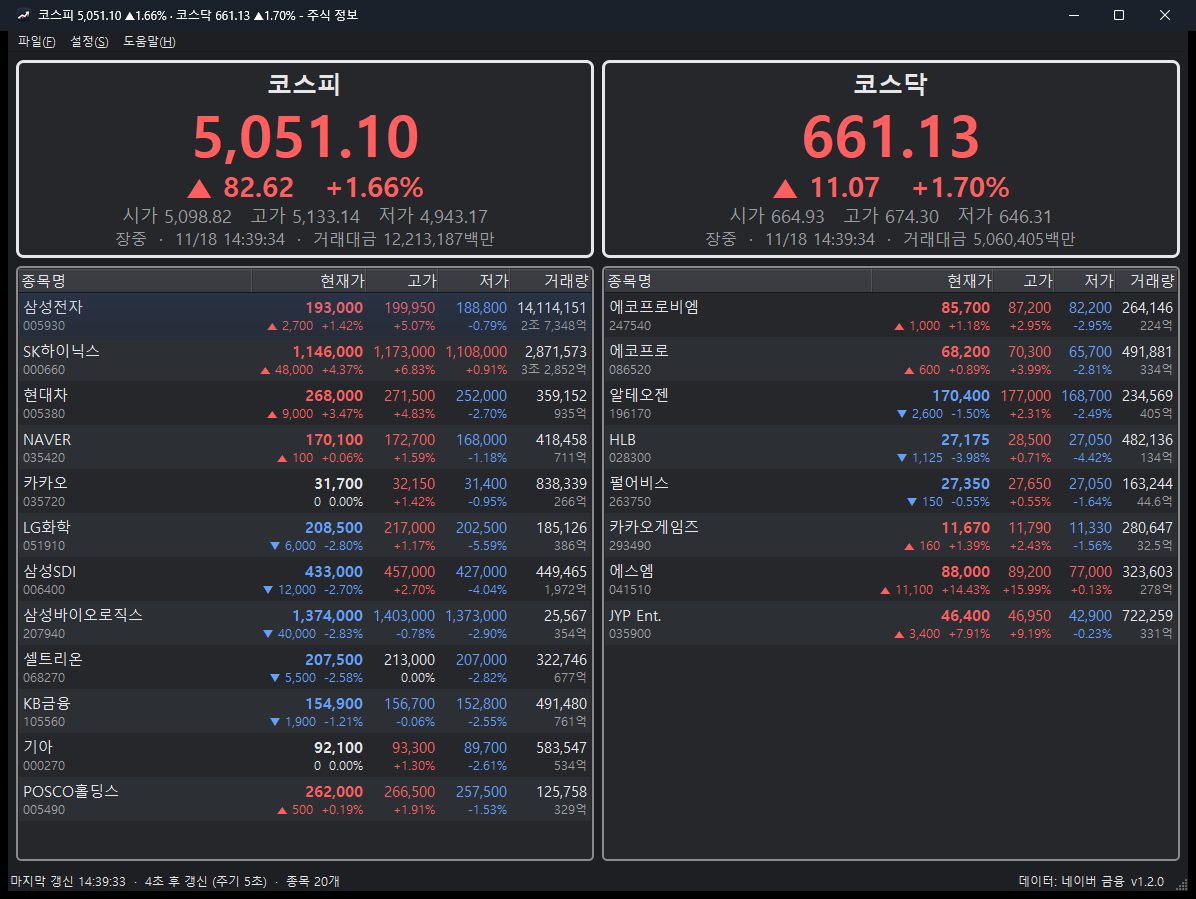 코스피 5,051.10 ▲1.66% · 코스닥 661.13 ▲1.70% - 주식 정보
파일(F) 설정(S) 도움말(H)
코스피
5,051.10
▲ 82.62 +1.66%
시가 5,098.82 고가 5,133.14 저가 4,943.17
장중 · 11/18 14:39:34 · 거래대금 12,213,187백만
코스닥
661.13
▲ 11.07 +1.70%
시가 664.93 고가 674.30 저가 646.31
장중 · 11/18 14:39:34 · 거래대금 5,060,405백만
종목명 현재가 고가 저가 거래량
삼성전자 193,000 199,950 188,800 14,114,151
005930 ▲ 2,700 +1.42% +5.07% -0.79% 2조 7,348억
SK하이닉스 1,146,000 1,173,000 1,108,000 2,871,573
000660 ▲ 48,000 +4.37% +6.83% +0.91% 3조 2,852억
현대차 268,000 271,500 252,000 359,152
005380 ▲ 9,000 +3.47% +4.83% -2.70% 935억
NAVER 170,100 172,700 168,000 418,458
035420 ▲ 100 +0.06% +1.59% -1.18% 711억
카카오 31,700 32,150 31,400 838,339
035720 0 0.00% +1.42% -0.95% 266억
LG화학 208,500 217,000 202,500 185,126
051910 ▼ 6,000 -2.80% +1.17% -5.59% 386억
삼성SDI 433,000 457,000 427,000 449,465
006400 ▼ 12,000 -2.70% +2.70% -4.04% 1,972억
삼성바이오로직스 1,374,000 1,403,000 1,373,000 25,567
207940 ▼ 40,000 -2.83% -0.78% -2.90% 354억
셀트리온 207,500 213,000 207,000 322,746
068270 ▼ 5,500 -2.58% 0.00% -2.82% 677억
KB금융 154,900 156,700 152,800 491,480
105560 ▼ 1,900 -1.21% -0.06% -2.55% 761억
기아 92,100 93,300 89,700 583,547
000270 0 0.00% +1.30% -2.61% 534억
POSCO홀딩스 262,000 266,500 257,500 125,758
005490 ▲ 500 +0.19% +1.91% -1.53% 329억
종목명 현재가 고가 저가 거래량
에코프로비엠 85,700 87,200 82,200 264,146
247540 ▲ 1,000 +1.18% +2.95% -2.95% 224억
에코프로 68,200 70,300 65,700 491,881
086520 ▲ 600 +0.89% +3.99% -2.81% 334억
알테오젠 170,400 177,000 168,700 234,569
196170 ▼ 2,600 -1.50% +2.31% -2.49% 405억
HLB 27,175 28,500 27,050 482,136
028300 ▼ 1,125 -3.98% +0.71% -4.42% 134억
펄어비스 27,350 27,650 27,050 163,244
263750 ▼ 150 -0.55% +0.55% -1.64% 44.6억
카카오게임즈 11,670 11,790 11,330 280,647
293490 ▲ 160 +1.39% +2.43% -1.56% 32.5억
에스엠 88,000 89,200 77,000 323,603
041510 ▲ 11,100 +14.43% +15.99% +0.13% 278억
JYP Ent. 46,400 46,950 42,900 722,259
035900 ▲ 3,400 +7.91% +9.19% -0.23% 331억
마지막 갱신 14:39:33 · 4초 후 갱신 (주기 5초) · 종목 20개
데이터: 네이버 금융 v1.2.0